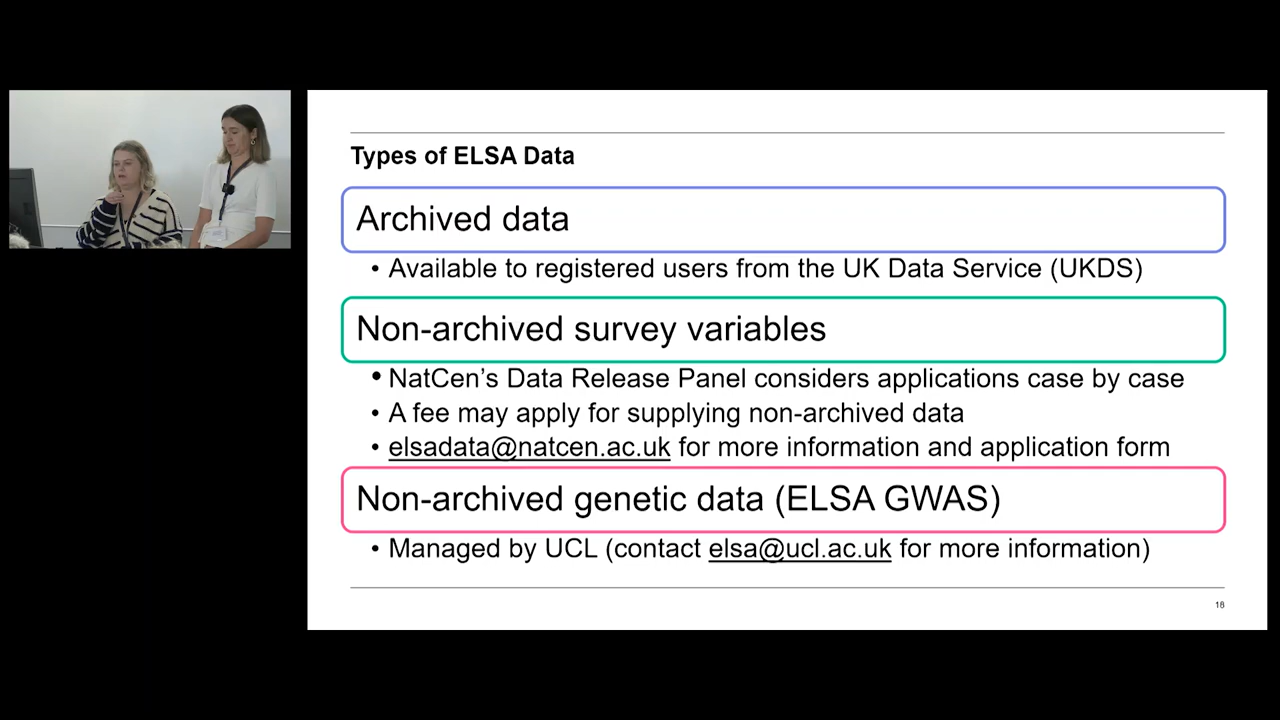 Types of ELSA Data
Archived data
• Available to registered users from the UK Data Service (UKDS)
Non-archived survey variables
• NatCen’s Data Release Panel considers applications case by case
• A fee may apply for supplying non-archived data
• elsadata@natcen.ac.uk for more information and application form
Non-archived genetic data (ELSA GWAS)
• Managed by UCL (contact elsa@ucl.ac.uk for more information)
18